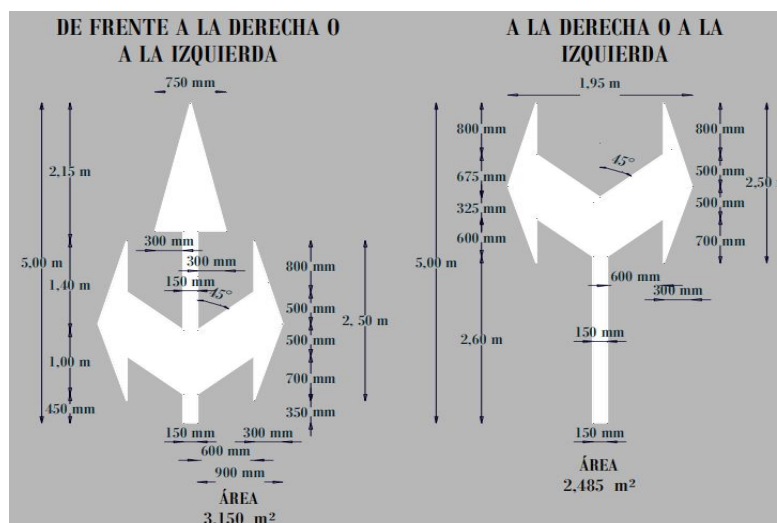 DE FRENTE A LA DERECHA O
A LA IZQUIERDA
750 mm
2,15 m
5,00 m
1,40 m
1,00 m
450 mm
300 mm
300 mm
150 mm
45°
800 mm
500 mm
500 mm
700 mm
350 mm
2, 50 m
150 mm
300 mm
600 mm
900 mm
ÁREA
3,150 m²
A LA DERECHA O A LA
IZQUIERDA
1,95 m
800 mm
675 mm
325 mm
600 mm
5,00 m
2,60 m
45°
800 mm
500 mm
500 mm
700 mm
2,50
600 mm
300 mm
150 mm
150 mm
ÁREA
2,485 m²